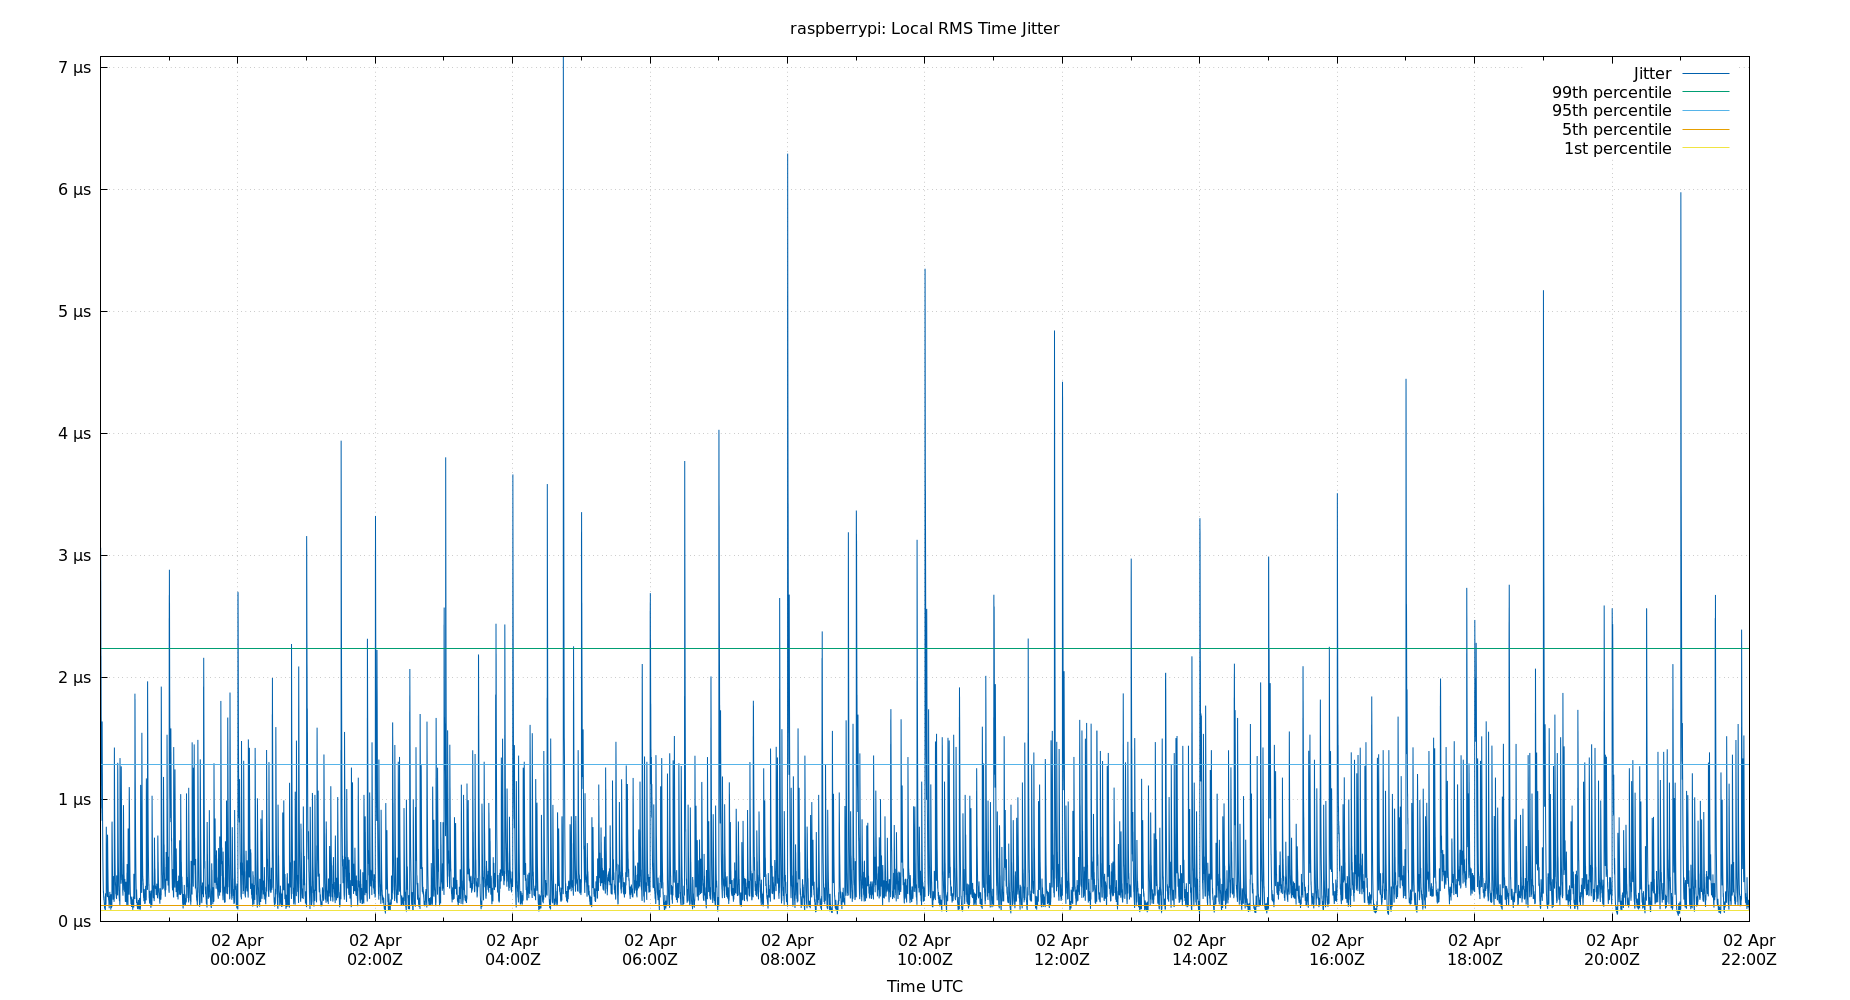 raspberrypi: Local RMS Time Jitter
7 µs
6 µs
5 µs
4 µs
3 µs
2 µs
1 µs
0 µs
Jitter
99th percentile
95th percentile
5th percentile
1st percentile
02 Apr 02 Apr 02 Apr 02 Apr 02 Apr 02 Apr 02 Apr 02 Apr 02 Apr 02 Apr 02 Apr 02 Apr
00:00Z 02:00Z 04:00Z 06:00Z 08:00Z 10:00Z 12:00Z 14:00Z 16:00Z 18:00Z 20:00Z 22:00Z
Time UTC